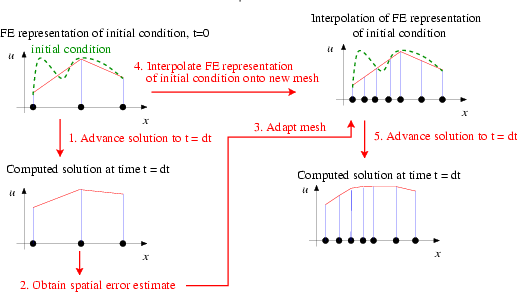 FE representation of initial condition, t=0
initial condition
u
x
Interpolation of FE representation
of initial condition
u
x
4. Interpolate FE representation
of initial condition onto new mesh
1. Advance solution to t = dt
3. Adapt mesh
5. Advance solution to t = dt
Computed solution at time t = dt
u
x
Computed solution at time t = dt
u
x
2. Obtain spatial error estimate